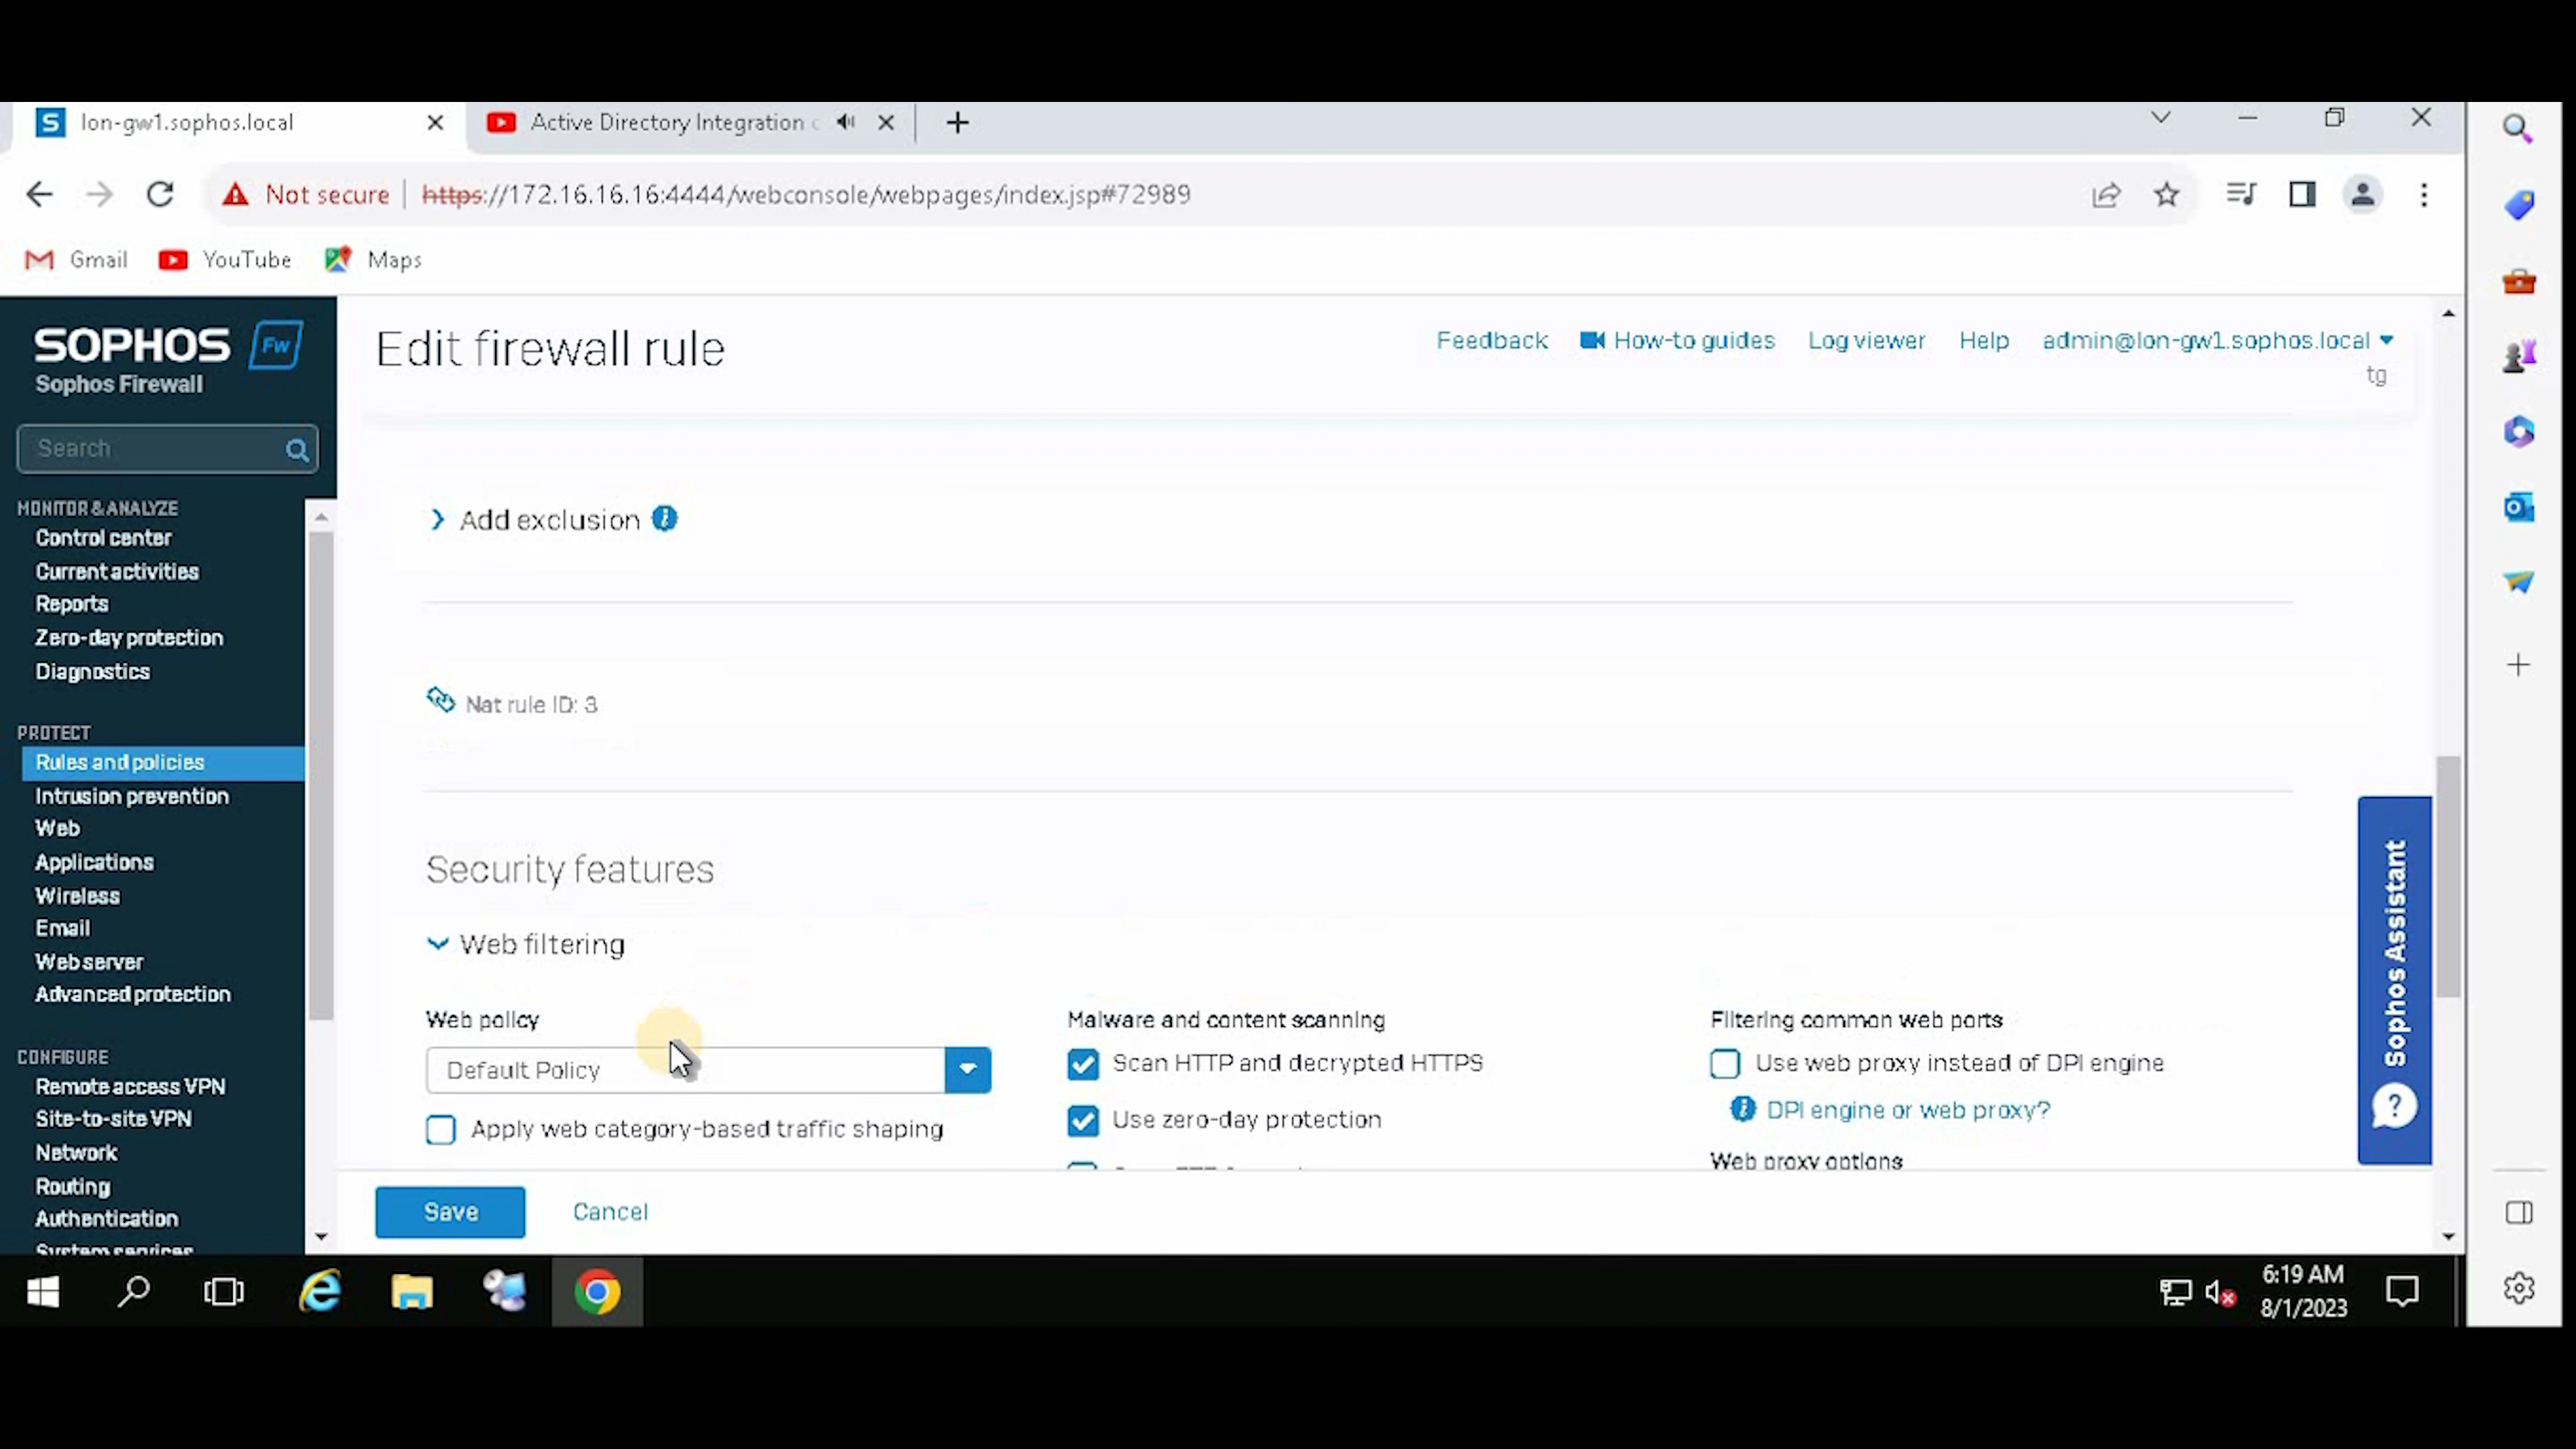 lon-gw1.sophos.local
Active Directory Integration
Not secure https://172.16.16.16:4444/webconsole/webpages/index.jsp#72989
Gmail YouTube Maps
SOPHOS Fw
Sophos Firewall
Search
MONITOR & ANALYZE
Control center
Current activities
Reports
Zero-day protection
Diagnostics
PROTECT
Rules and policies
Intrusion prevention
Web
Applications
Wireless
Email
Web server
Advanced protection
CONFIGURE
Remote access VPN
Site-to-site VPN
Network
Routing
Authentication
System services
Edit firewall rule
Feedback How-to guides Log viewer Help admin@lon-gw1.sophos.local
tg
Add exclusion
Nat rule ID: 3
Security features
Web filtering
Web policy
Default Policy
Apply web category-based traffic shaping
Malware and content scanning
Scan HTTP and decrypted HTTPS
Use zero-day protection
Filtering common web ports
Use web proxy instead of DPI engine
DPI engine or web proxy?
Web proxy options
Save Cancel
Sophos Assistant
6:19 AM
8/1/2023